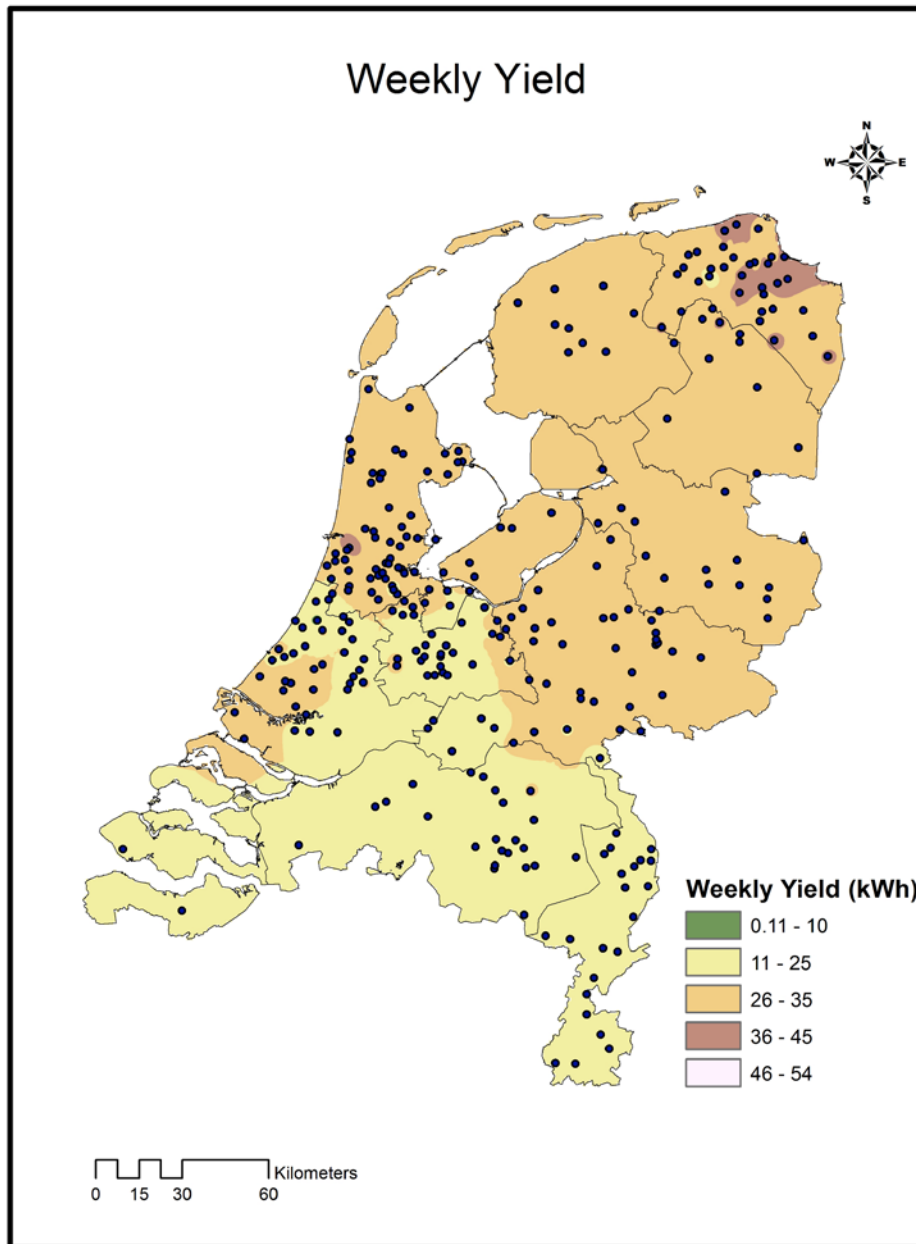 Weekly Yield
N
W E
S
Weekly Yield (kWh)
0.11 - 10
11 - 25
26 - 35
36 - 45
46 - 54
Kilometers
0 15 30 60